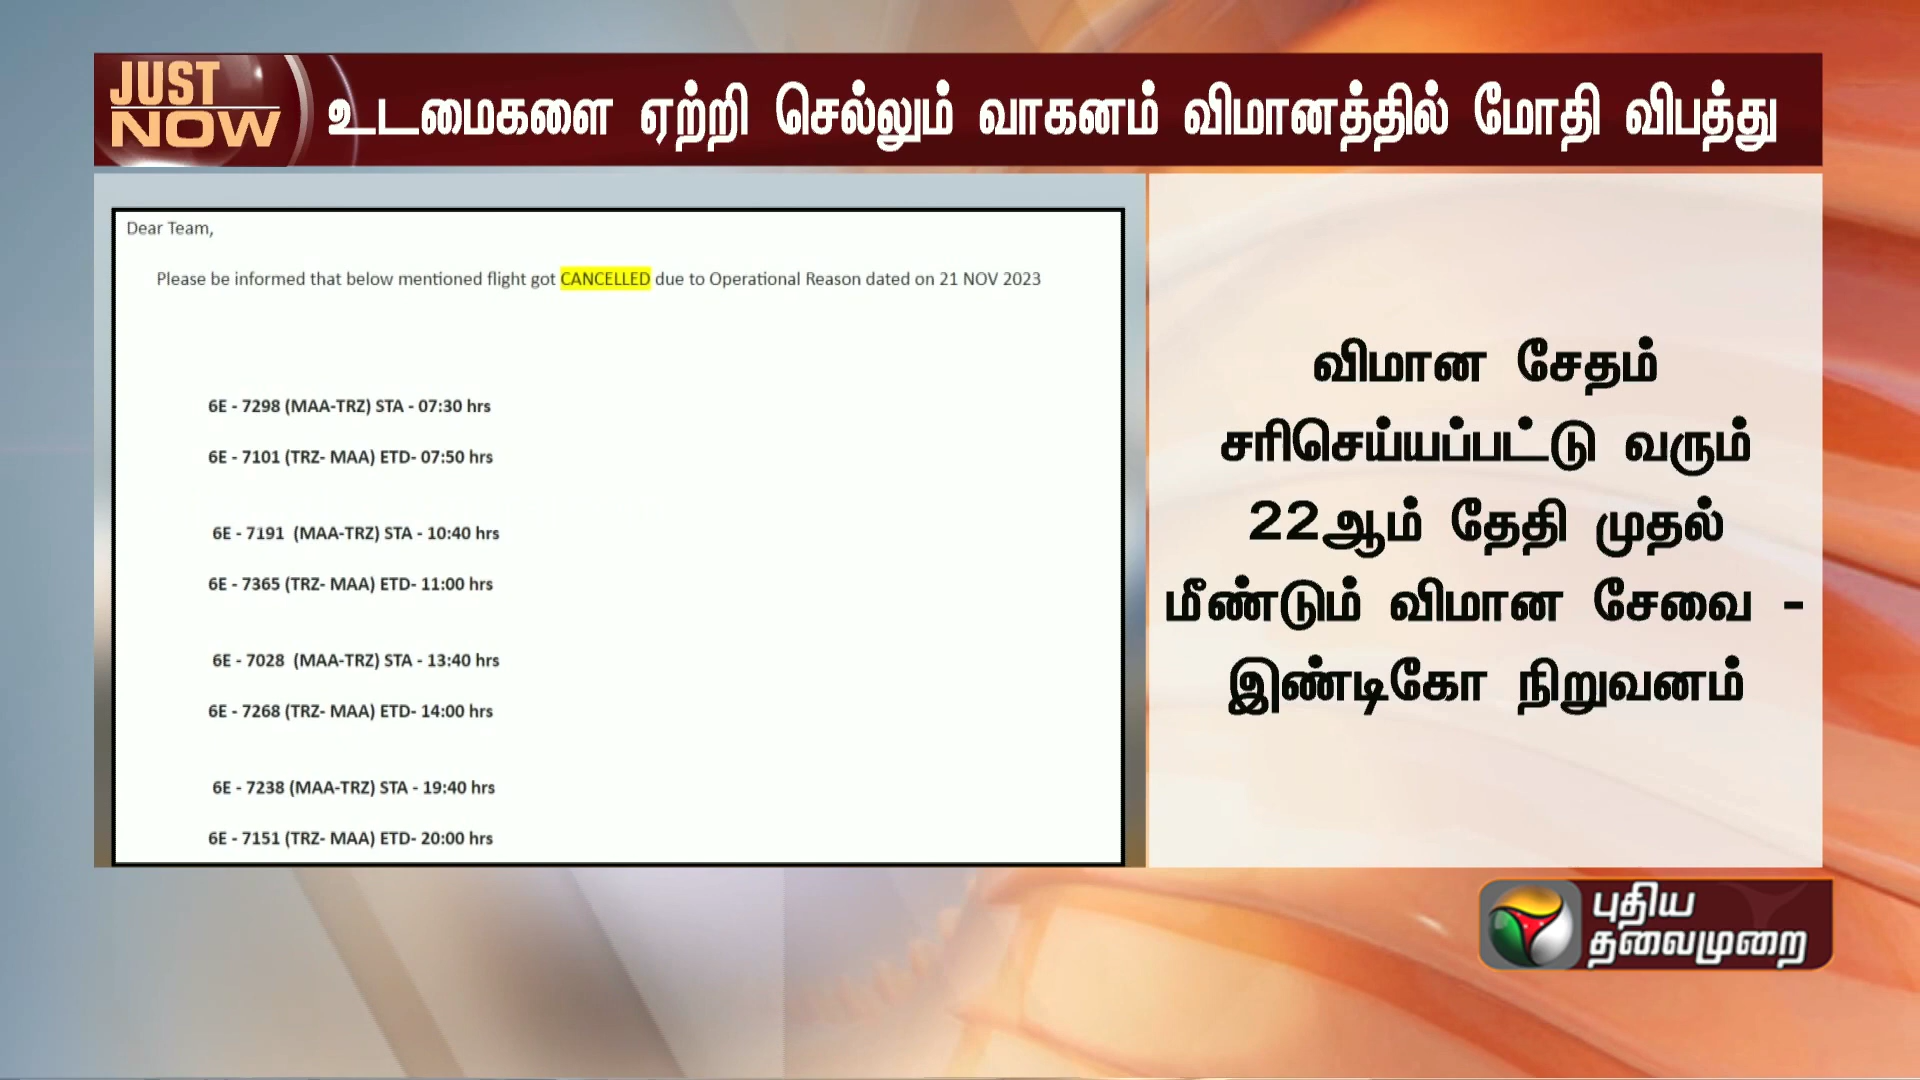 JUST
NOW
உடமைகளை ஏற்றி செல்லும் வாகனம் விமானத்தில் மோதி விபத்து
Dear Team,
Please be informed that below mentioned flight got CANCELLED due to Operational Reason dated on 21 NOV 2023
6E - 7298 (MAA-TRZ) STA - 07:30 hrs
6E - 7101 (TRZ- MAA) ETD- 07:50 hrs
6E - 7191 (MAA-TRZ) STA - 10:40 hrs
6E - 7365 (TRZ- MAA) ETD- 11:00 hrs
6E - 7028 (MAA-TRZ) STA - 13:40 hrs
6E - 7268 (TRZ- MAA) ETD- 14:00 hrs
6E - 7238 (MAA-TRZ) STA - 19:40 hrs
6E - 7151 (TRZ- MAA) ETD- 20:00 hrs
விமான சேதம்
சரிசெய்யப்பட்டு வரும்
22ஆம் தேதி முதல்
மீண்டும் விமான சேவை -
இண்டிகோ நிறுவனம்
புதிய
தலைமுறை